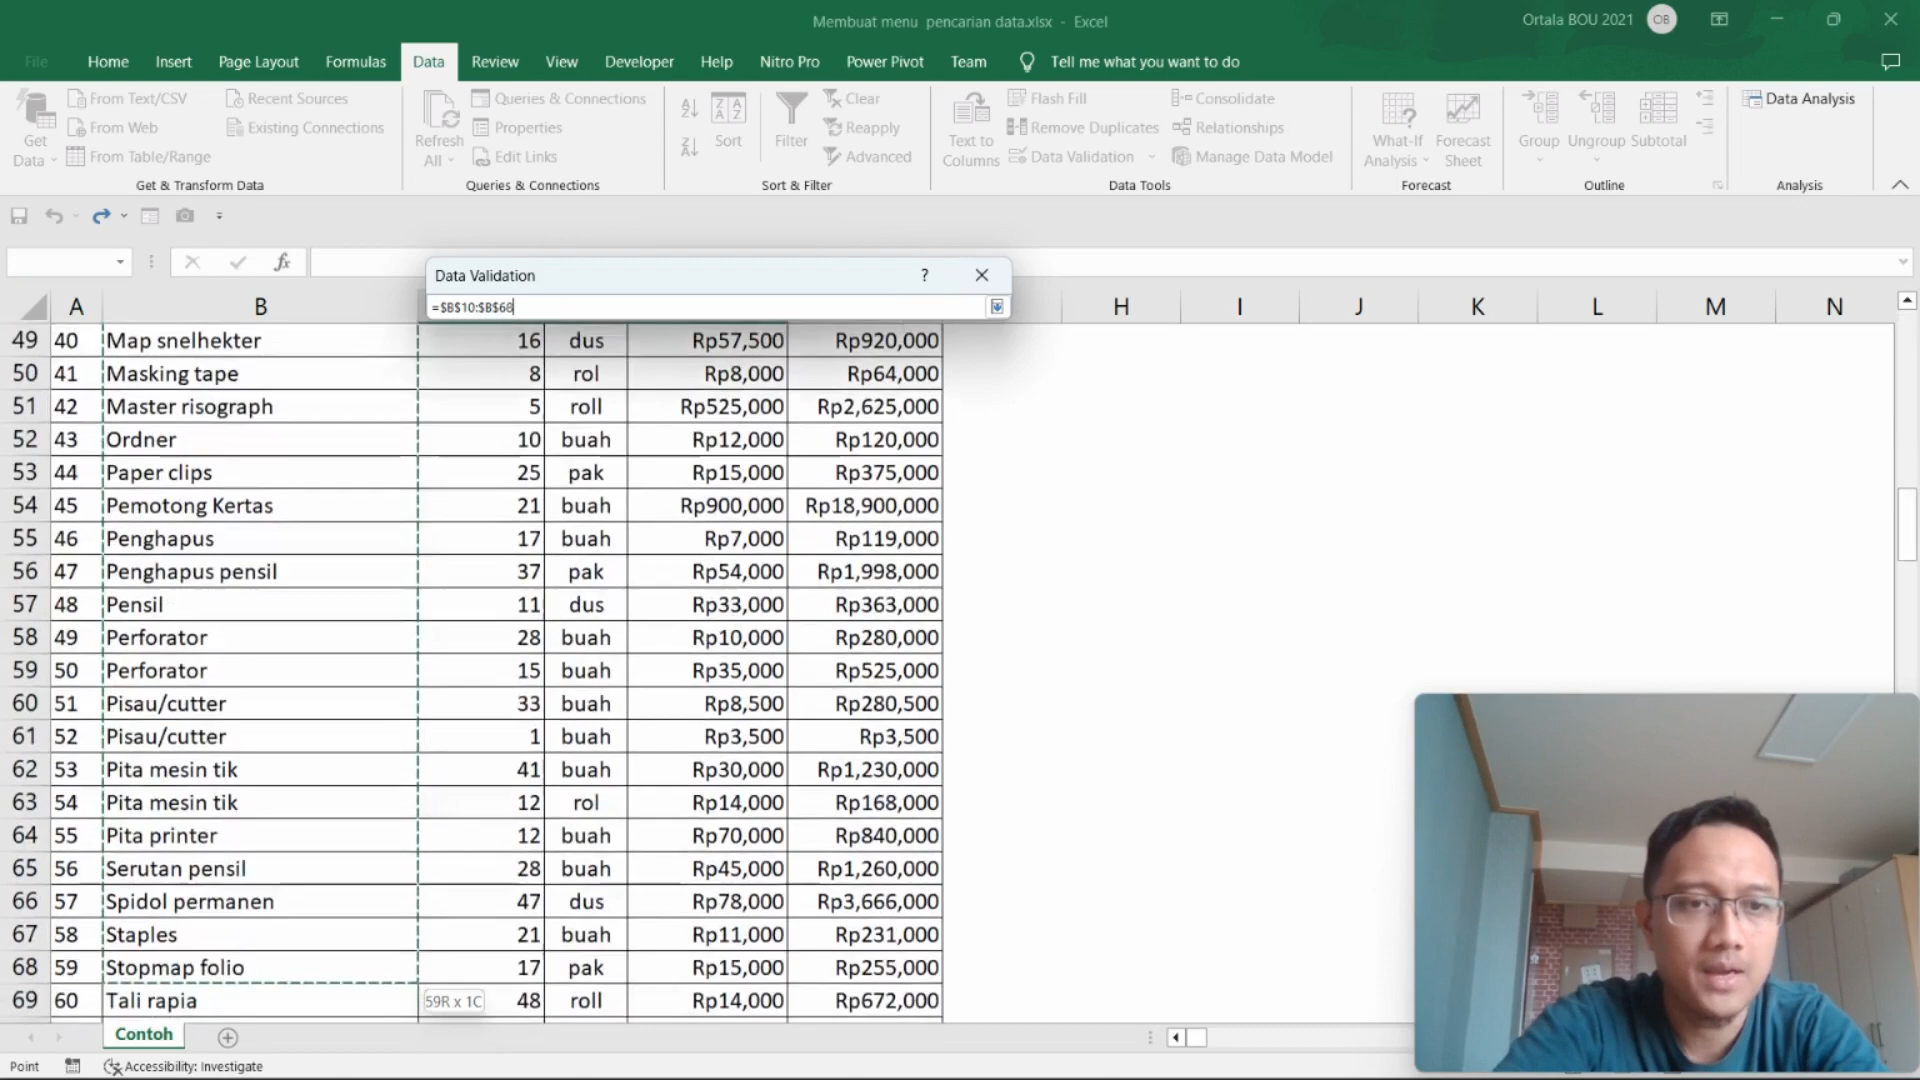 Membuat menu pencarian data.xlsx - Excel
Ortala BOU 2021 OB
File Home Insert Page Layout Formulas Data Review View Developer Help Nitro Pro Power Pivot Team Tell me what you want to do
Get Data
From Text/CSV
From Web
From Table/Range
Recent Sources
Existing Connections
Get & Transform Data
Refresh All
Queries & Connections
Properties
Edit Links
Queries & Connections
Sort
Filter
Clear
Reapply
Advanced
Sort & Filter
Text to Columns
Flash Fill
Remove Duplicates
Data Validation
Consolidate
Relationships
Manage Data Model
Data Tools
What-If Analysis
Forecast Sheet
Forecast
Group
Ungroup
Subtotal
Outline
Data Analysis
Analysis
fx
Data Validation ?
=$B$10:$B$68
A B H I J K L M N
49 40 Map snelhekter 16 dus Rp57,500 Rp920,000
50 41 Masking tape 8 rol Rp8,000 Rp64,000
51 42 Master risograph 5 roll Rp525,000 Rp2,625,000
52 43 Ordner 10 buah Rp12,000 Rp120,000
53 44 Paper clips 25 pak Rp15,000 Rp375,000
54 45 Pemotong Kertas 21 buah Rp900,000 Rp18,900,000
55 46 Penghapus 17 buah Rp7,000 Rp119,000
56 47 Penghapus pensil 37 pak Rp54,000 Rp1,998,000
57 48 Pensil 11 dus Rp33,000 Rp363,000
58 49 Perforator 28 buah Rp10,000 Rp280,000
59 50 Perforator 15 buah Rp35,000 Rp525,000
60 51 Pisau/cutter 33 buah Rp8,500 Rp280,500
61 52 Pisau/cutter 1 buah Rp3,500 Rp3,500
62 53 Pita mesin tik 41 buah Rp30,000 Rp1,230,000
63 54 Pita mesin tik 12 rol Rp14,000 Rp168,000
64 55 Pita printer 12 buah Rp70,000 Rp840,000
65 56 Serutan pensil 28 buah Rp45,000 Rp1,260,000
66 57 Spidol permanen 47 dus Rp78,000 Rp3,666,000
67 58 Staples 21 buah Rp11,000 Rp231,000
68 59 Stopmap folio 17 pak Rp15,000 Rp255,000
69 60 Tali rapia 48 roll Rp14,000 Rp672,000
59R x 1C
Contoh
Point Accessibility: Investigate